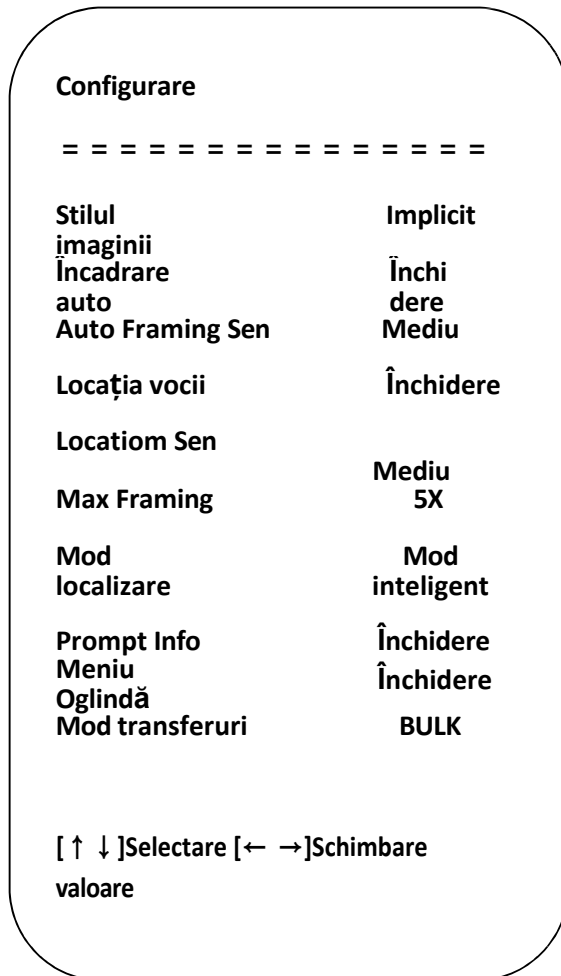 Configurare
= = = = = = = = = = = = = = =
Stilul Implicit
imaginii
Încadrare Închi
auto dere
Auto Framing Sen Mediu
Locația vocii Închidere
Locatiom Sen
Mediu
Max Framing 5X
Mod Mod
localizare inteligent
Prompt Info Închidere
Meniu
Închidere
Oglindă
Mod transferuri BULK
[ ↑ ↓ ]Selectare [← →]Schimbare
valoare